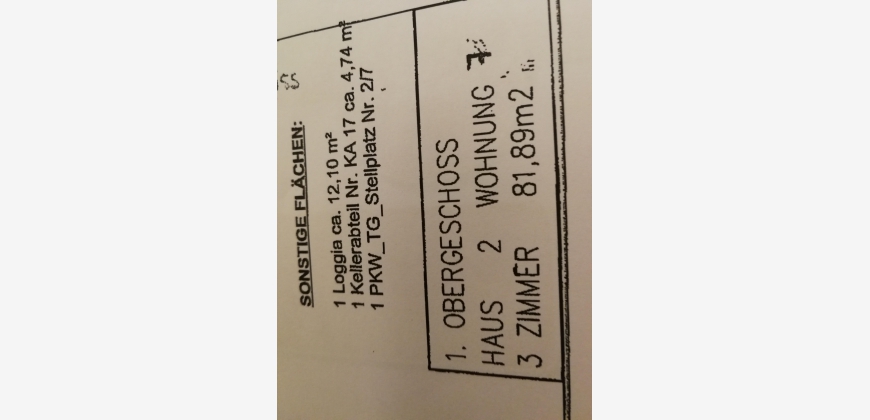 SONSTIGE FLÄCHEN:
1 Loggia ca. 12,10 m²
1 Kellerabteil Nr. KA 17 ca. 4,74 m²
1 PKW_TG_Stellplatz Nr. 2/7
1. OBERGESCHOSS
HAUS 2 WOHNUNG 7
3 ZIMMER 81,89m2